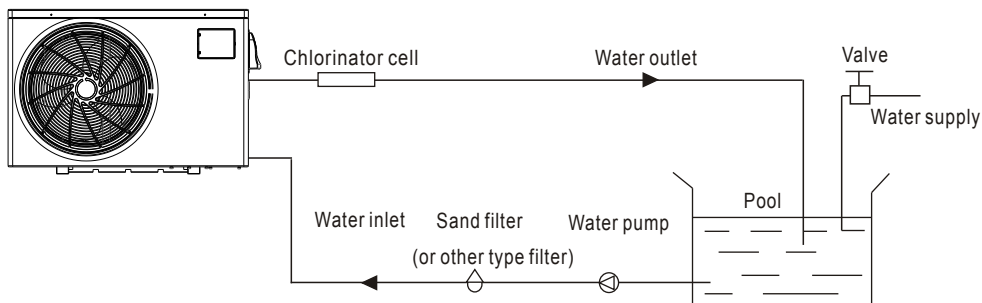 Chlorinator cell
Water outlet
Valve
Water supply
Pool
Water inlet
Sand filter
(or other type filter)
Water pump